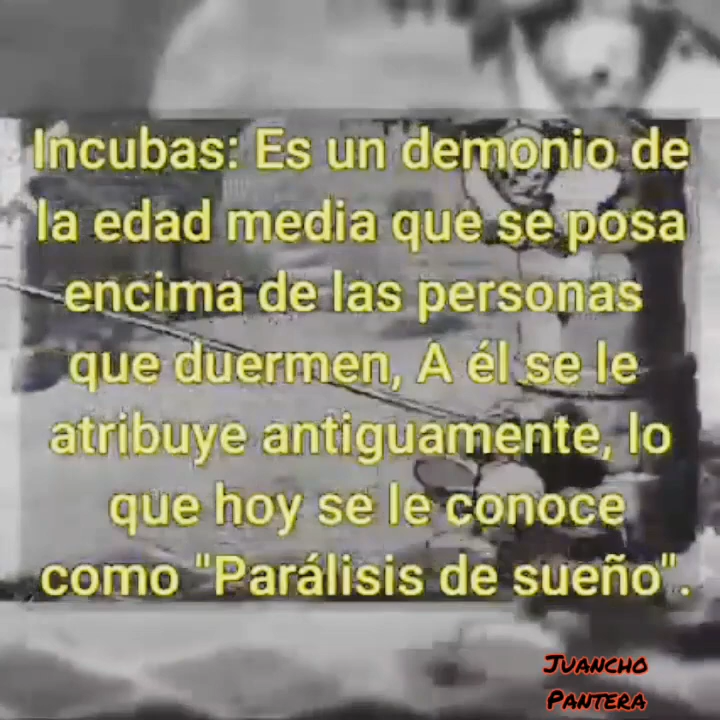 Incubas: Es un demonio de
la edad media que se posa
encima de las personas
que duermen, A él se le
atribuye antiguamente, lo
que hoy se le conoce
como "Parálisis de sueño".
Juancho
Pantera